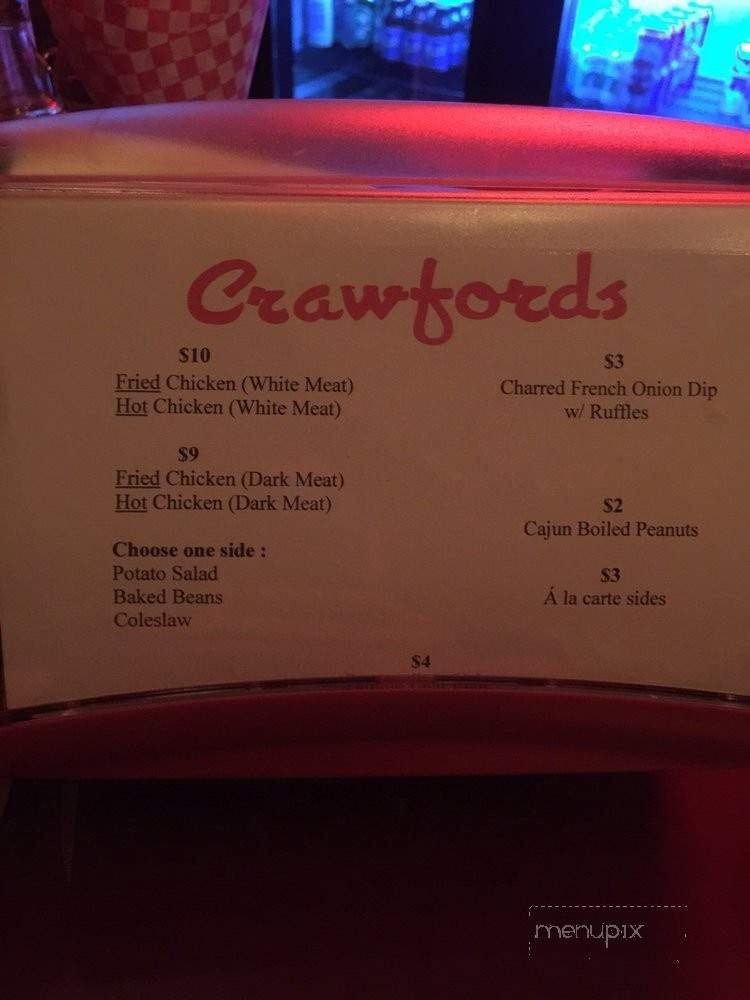 Crawfords
$10
Fried Chicken (White Meat)
Hot Chicken (White Meat)
$9
Fried Chicken (Dark Meat)
Hot Chicken (Dark Meat)
Choose one side :
Potato Salad
Baked Beans
Coleslaw
$3
Charred French Onion Dip
w/ Ruffles
$2
Cajun Boiled Peanuts
$3
Á la carte sides
$4
menupix